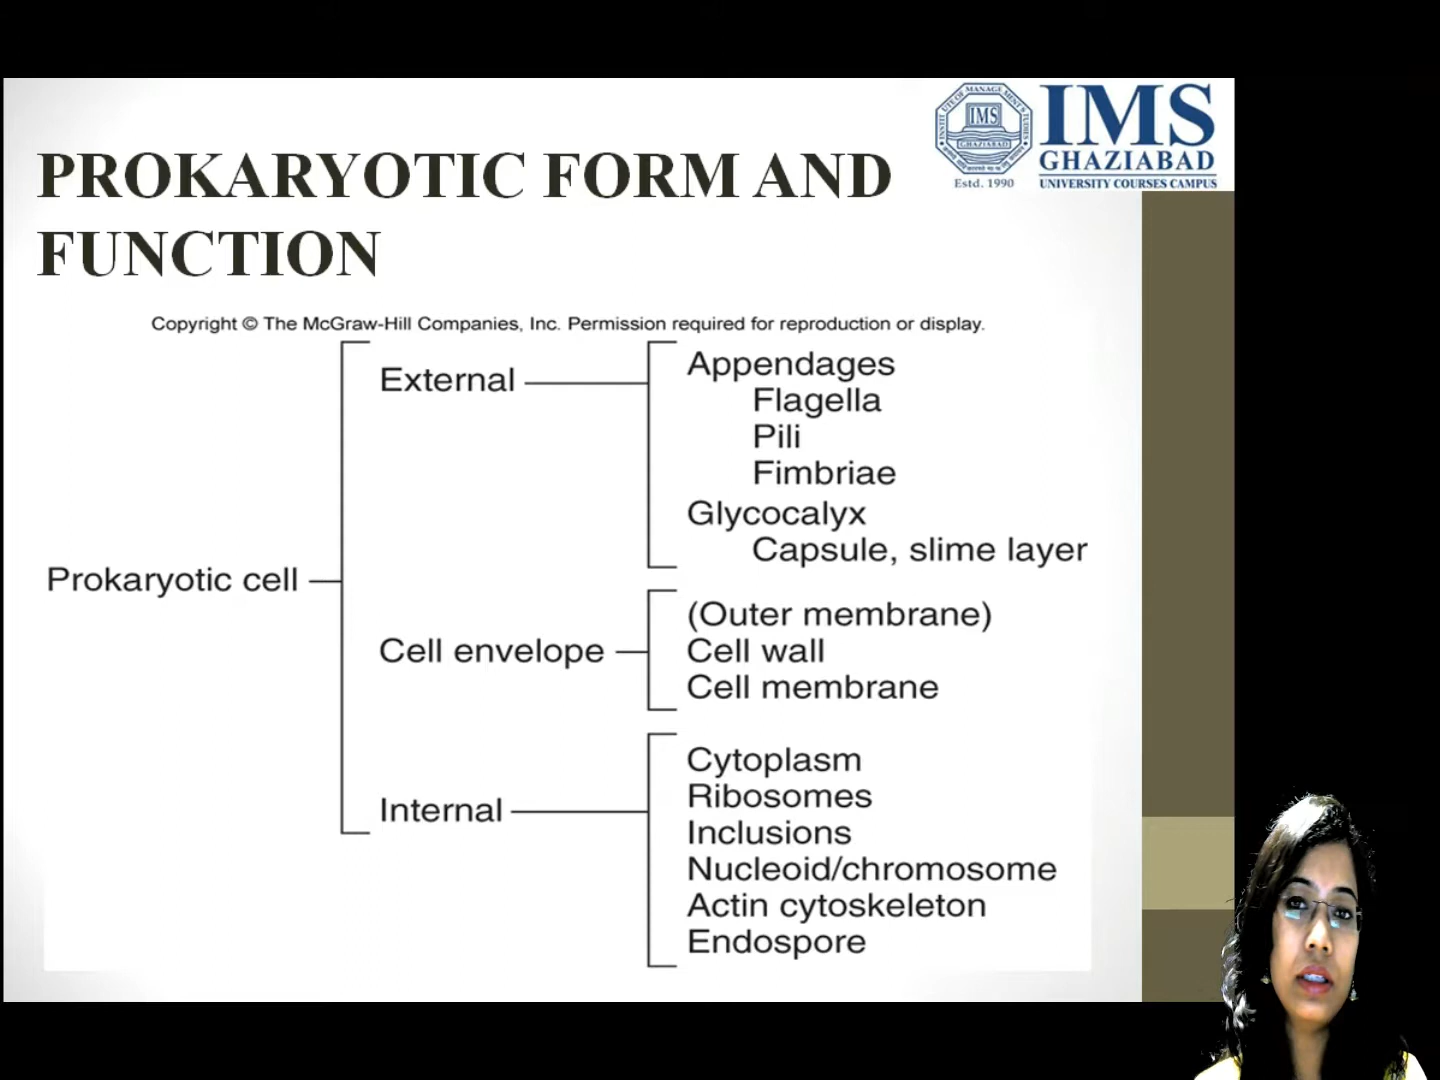 IMS
GHAZIABAD
Estd. 1990
UNIVERSITY COURSES CAMPUS
PROKARYOTIC FORM AND
FUNCTION
Copyright © The McGraw-Hill Companies, Inc. Permission required for reproduction or display.
Prokaryotic cell
External
Appendages
Flagella
Pili
Fimbriae
Glycocalyx
Capsule, slime layer
Cell envelope
(Outer membrane)
Cell wall
Cell membrane
Internal
Cytoplasm
Ribosomes
Inclusions
Nucleoid/chromosome
Actin cytoskeleton
Endospore